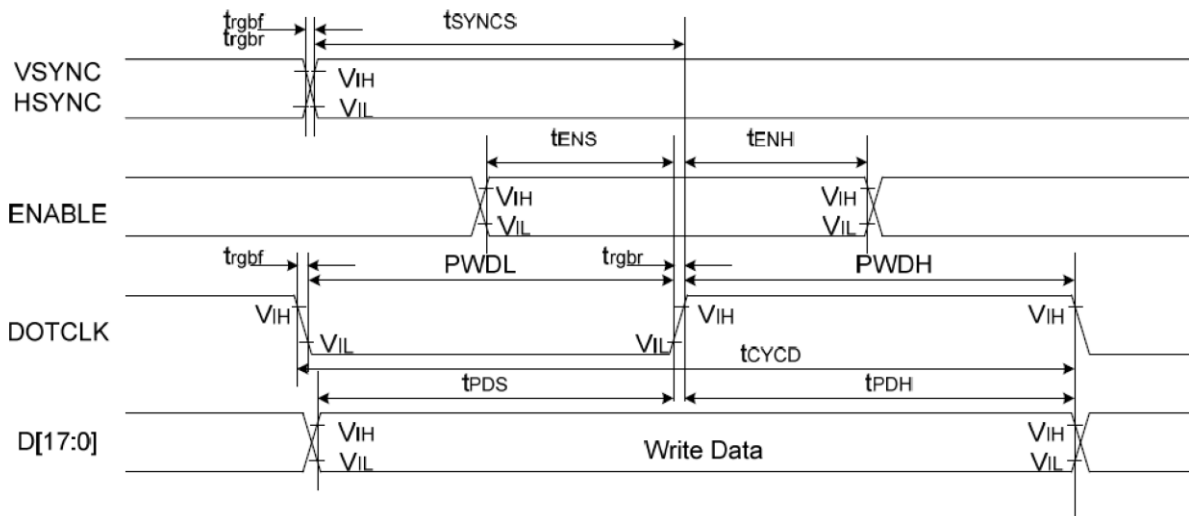 trgbf
trgbr
tSYNCS
VSYNC
HSYNC
VIH
VIL
tENS
tENH
ENABLE
VIH
VIL
VIH
VIL
trgbf
PWDL
trgbr
PWDH
DOTCLK
VIH
VIL
VIL
VIH
VIH
tCYCD
tPDS
tPDH
D[17:0]
VIH
VIL
Write Data
VIH
VIL